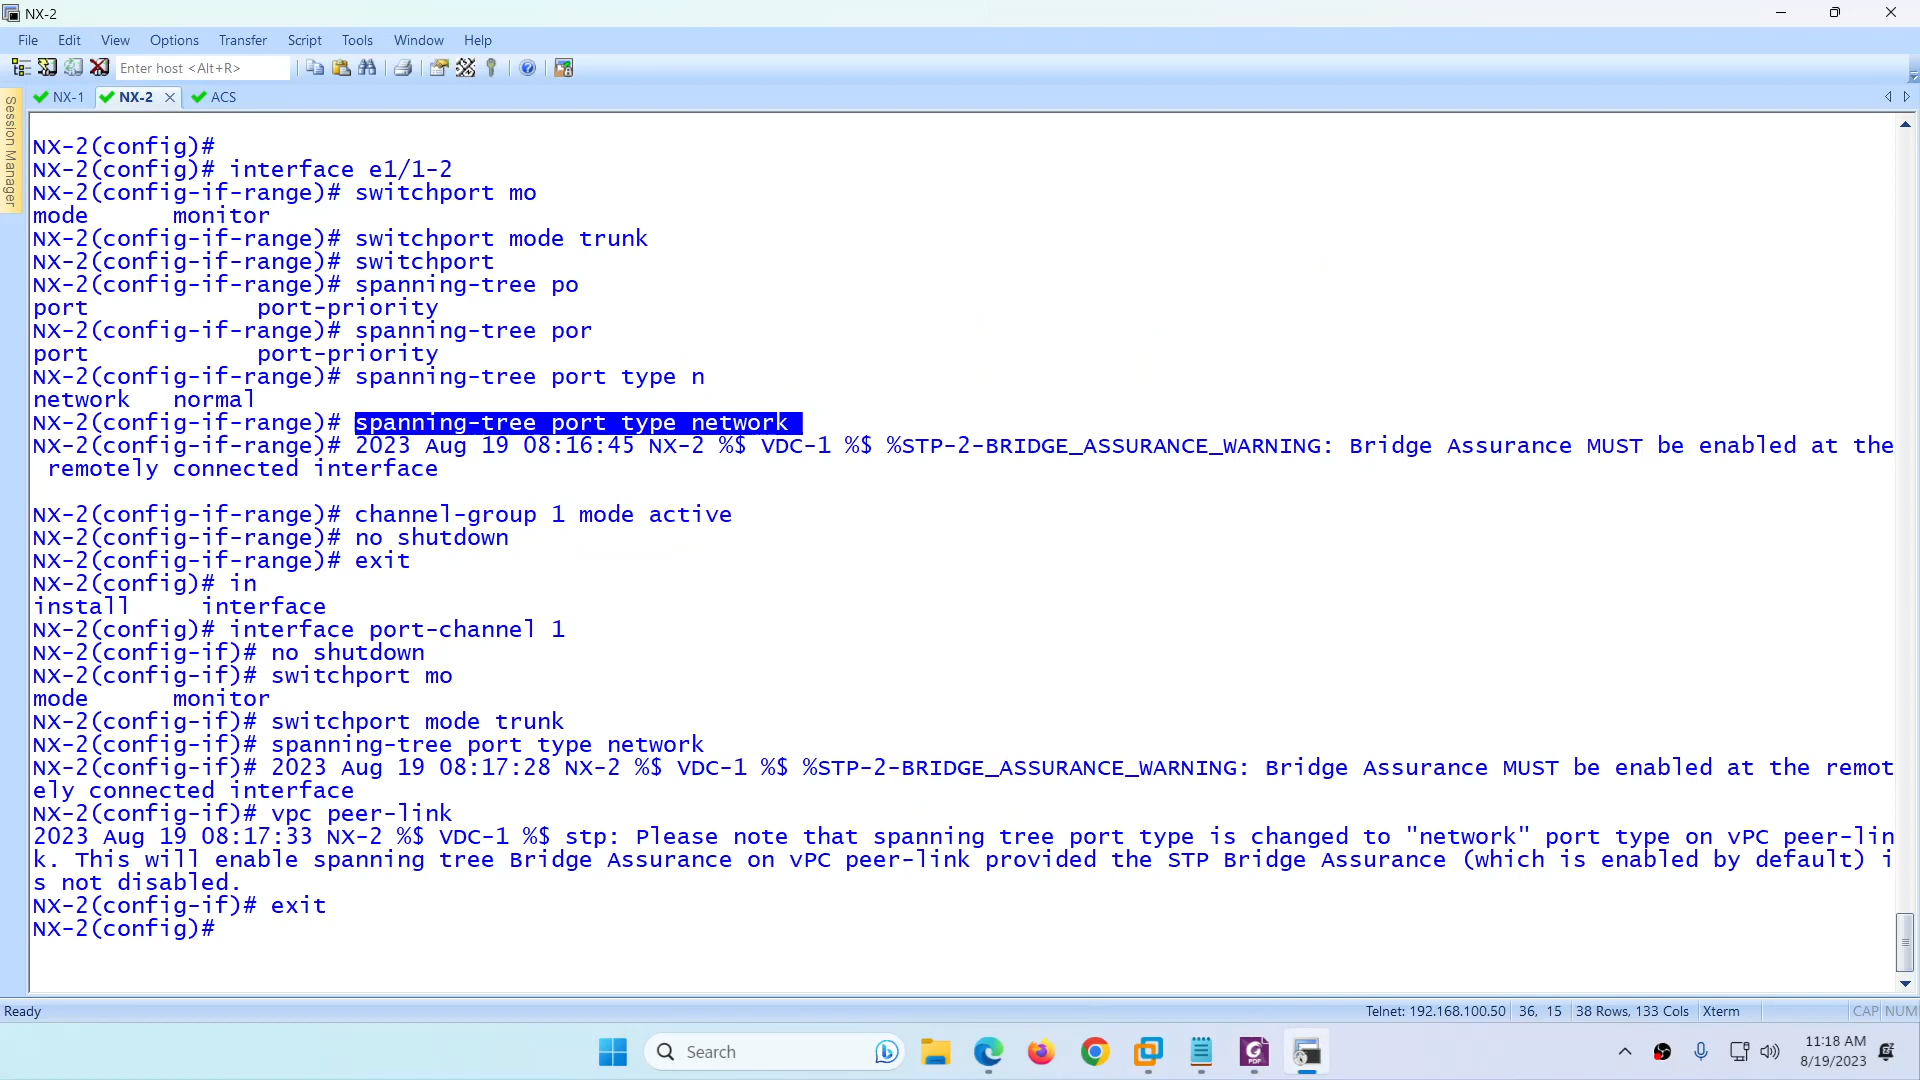 NX-2
File Edit View Options Transfer Script Tools Window Help
Enter host <Alt+R>
NX-1 NX-2 ACS
Session Manager
NX-2(config)#
NX-2(config)# interface e1/1-2
NX-2(config-if-range)# switchport mo
mode monitor
NX-2(config-if-range)# switchport mode trunk
NX-2(config-if-range)# switchport
NX-2(config-if-range)# spanning-tree po
port port-priority
NX-2(config-if-range)# spanning-tree por
port port-priority
NX-2(config-if-range)# spanning-tree port type n
network normal
NX-2(config-if-range)# spanning-tree port type network
NX-2(config-if-range)# 2023 Aug 19 08:16:45 NX-2 %$ VDC-1 %$ %STP-2-BRIDGE_ASSURANCE_WARNING: Bridge Assurance MUST be enabled at the
remotely connected interface
NX-2(config-if-range)# channel-group 1 mode active
NX-2(config-if-range)# no shutdown
NX-2(config-if-range)# exit
NX-2(config)# in
install interface
NX-2(config)# interface port-channel 1
NX-2(config-if)# no shutdown
NX-2(config-if)# switchport mo
mode monitor
NX-2(config-if)# switchport mode trunk
NX-2(config-if)# spanning-tree port type network
NX-2(config-if)# 2023 Aug 19 08:17:28 NX-2 %$ VDC-1 %$ %STP-2-BRIDGE_ASSURANCE_WARNING: Bridge Assurance MUST be enabled at the remot
ely connected interface
NX-2(config-if)# vpc peer-link
2023 Aug 19 08:17:33 NX-2 %$ VDC-1 %$ stp: Please note that spanning tree port type is changed to "network" port type on vPC peer-lin
k. This will enable spanning tree Bridge Assurance on vPC peer-link provided the STP Bridge Assurance (which is enabled by default) i
s not disabled.
NX-2(config-if)# exit
NX-2(config)#
Ready Telnet: 192.168.100.50 36, 15 38 Rows, 133 Cols Xterm CAP NUM
Search
11:18 AM
8/19/2023